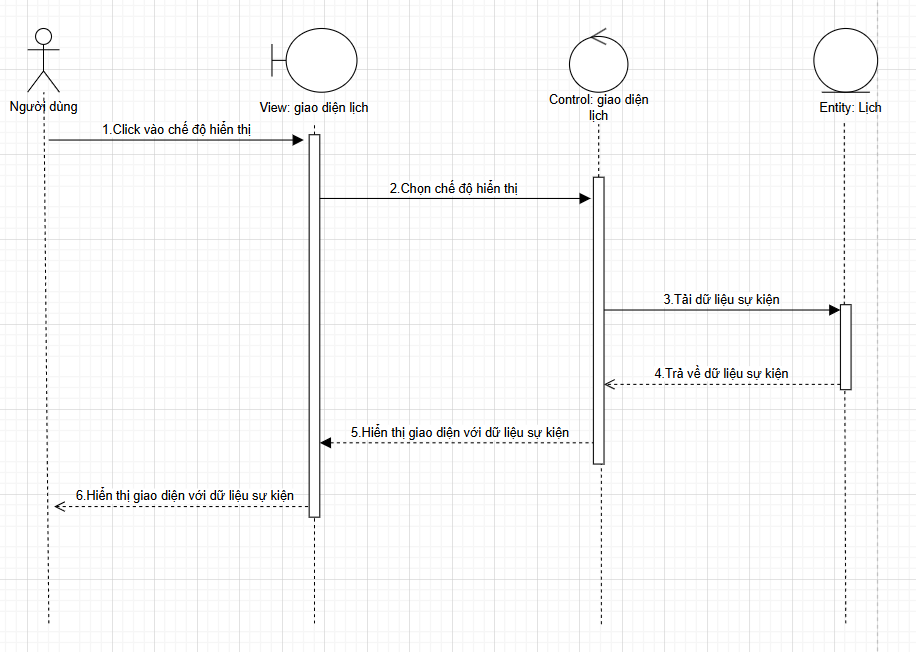 Người dùng
View: giao diện lịch
Control: giao diện
lịch
Entity: Lịch
1.Click vào chế độ hiển thị
2.Chọn chế độ hiển thị
3.Tải dữ liệu sự kiện
4.Trả về dữ liệu sự kiện
5.Hiển thị giao diện với dữ liệu sự kiện
6.Hiển thị giao diện với dữ liệu sự kiện